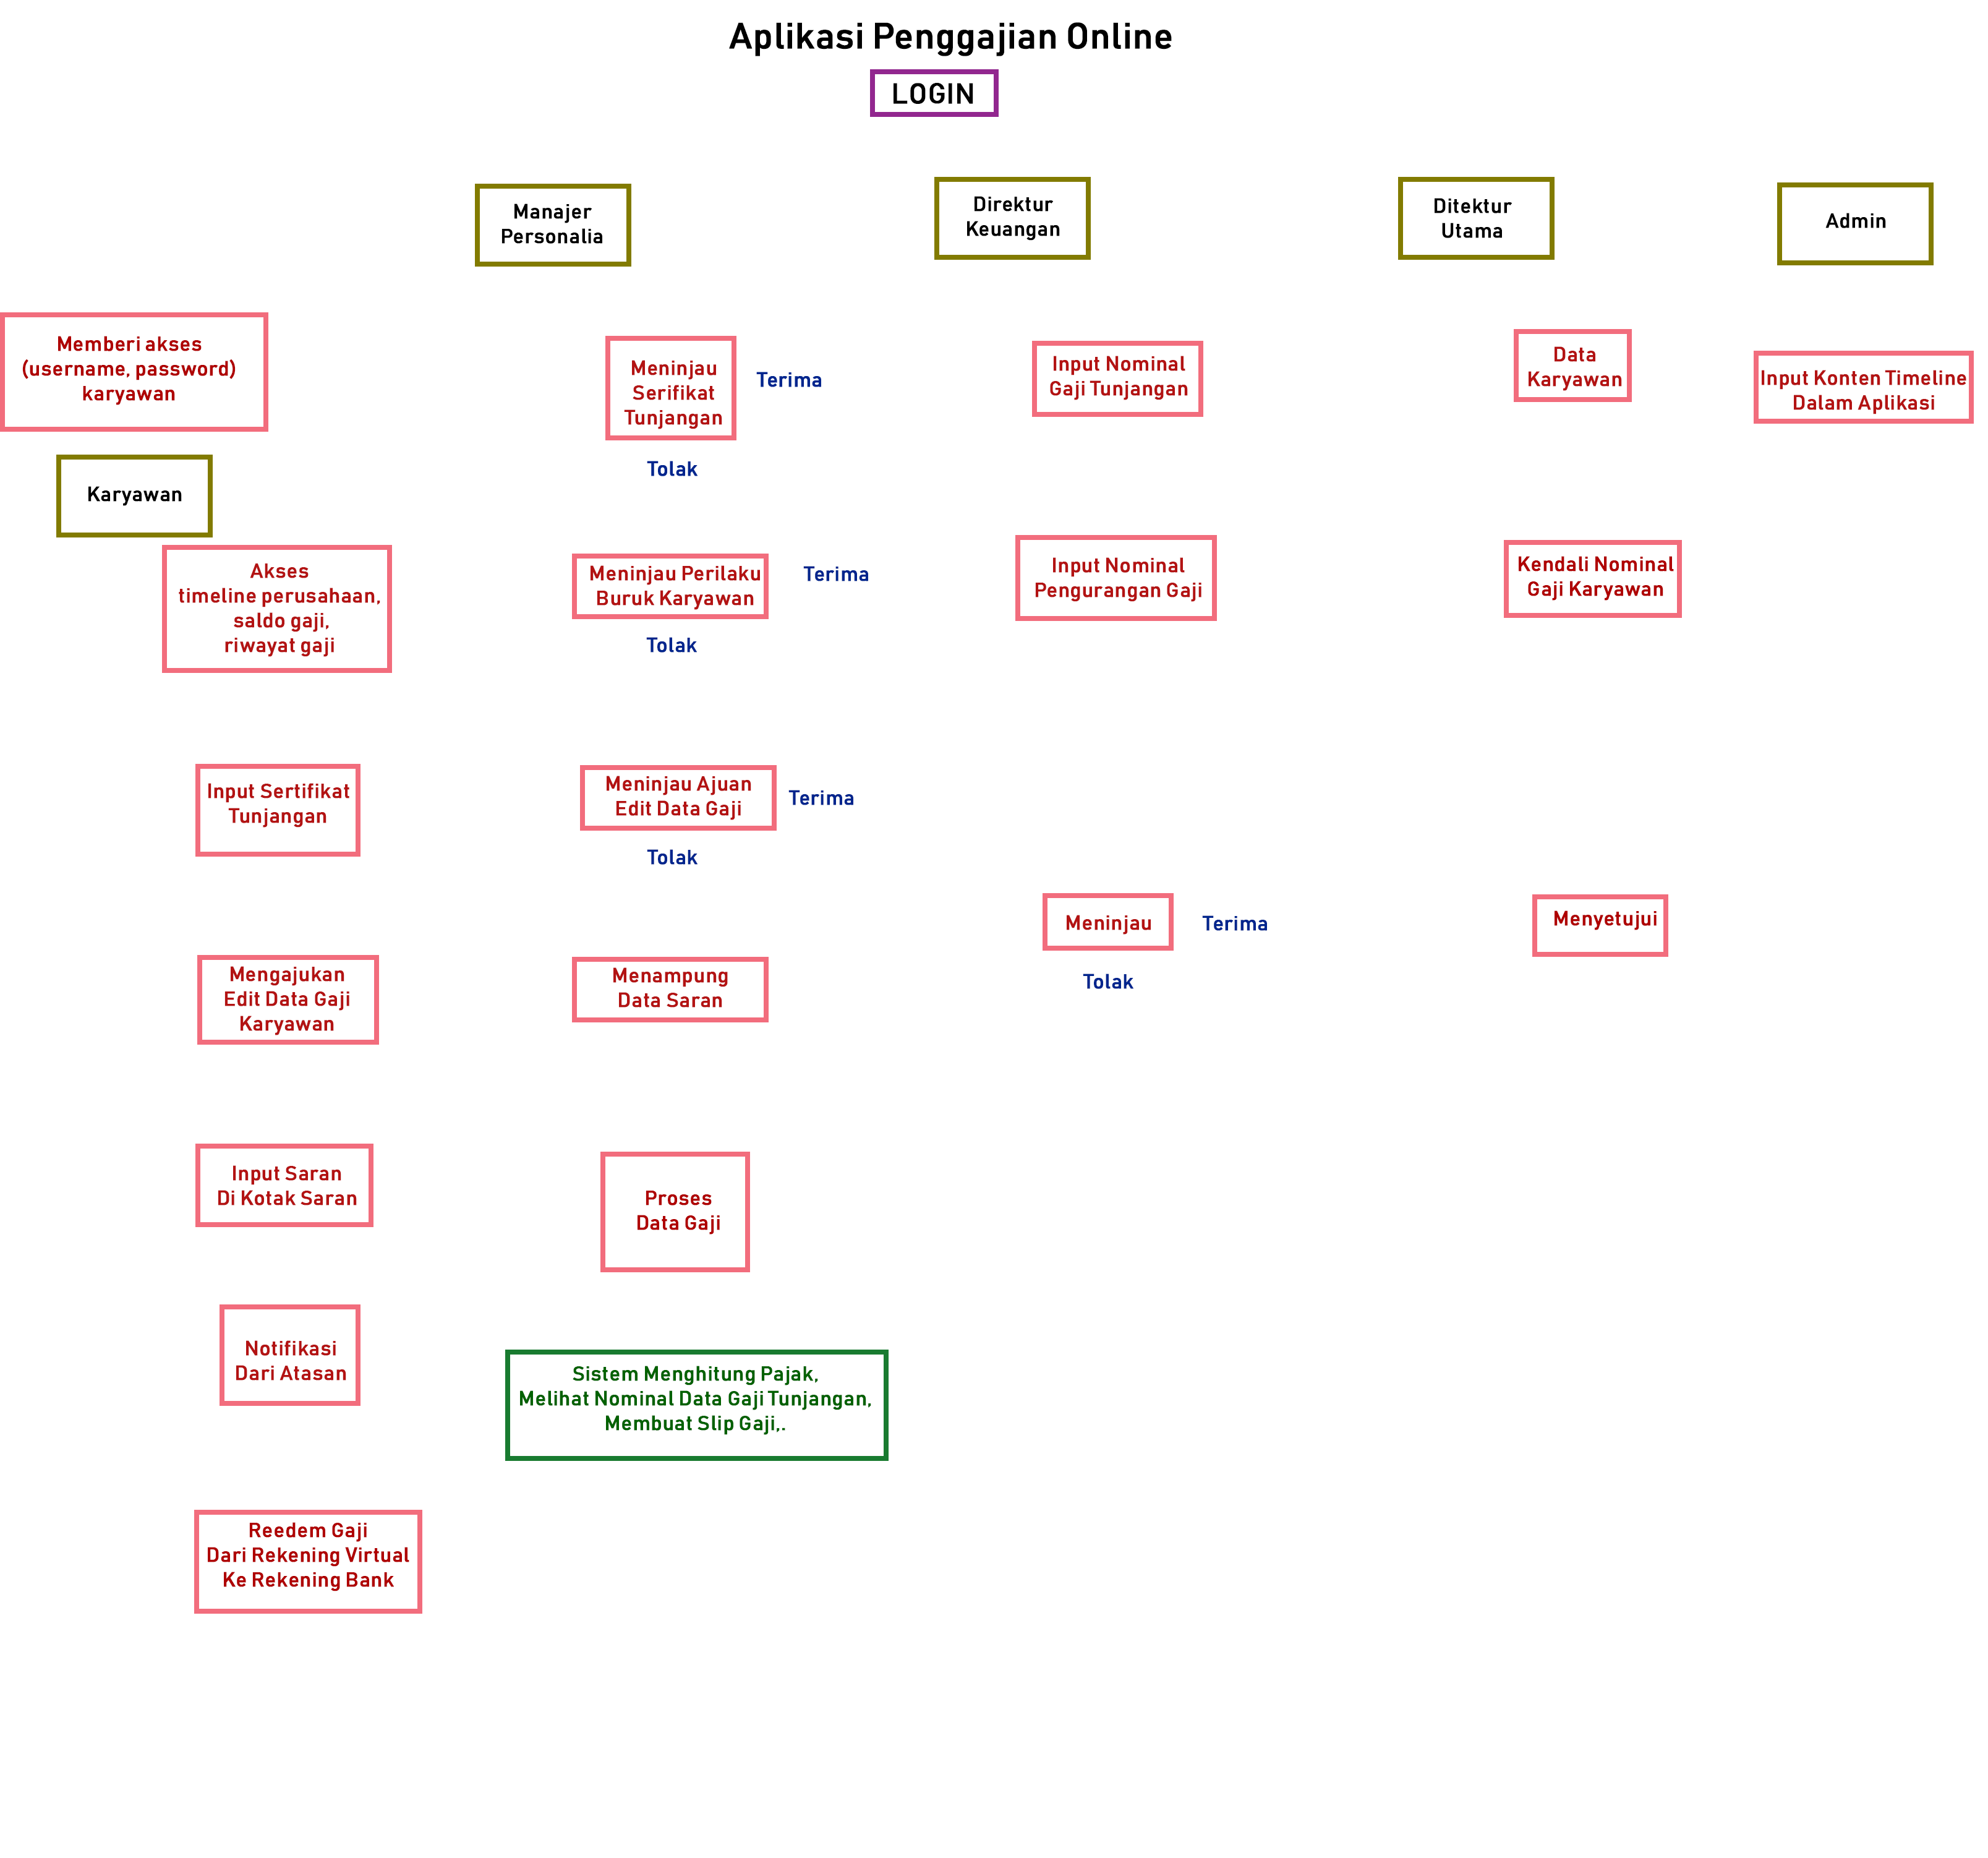 Aplikasi Penggajian Online
LOGIN
Manajer
Personalia
Direktur
Keuangan
Ditektur
Utama
Admin
Memberi akses
(username, password)
karyawan
Meninjau
Serifikat
Tunjangan
Terima
Tolak
Input Nominal
Gaji Tunjangan
Data
Karyawan
Input Konten Timeline
Dalam Aplikasi
Karyawan
Akses
timeline perusahaan,
saldo gaji,
riwayat gaji
Meninjau Perilaku
Buruk Karyawan
Terima
Tolak
Input Nominal
Pengurangan Gaji
Kendali Nominal
Gaji Karyawan
Input Sertifikat
Tunjangan
Meninjau Ajuan
Edit Data Gaji
Terima
Tolak
Meninjau
Terima
Tolak
Menyetujui
Mengajukan
Edit Data Gaji
Karyawan
Menampung
Data Saran
Input Saran
Di Kotak Saran
Proses
Data Gaji
Notifikasi
Dari Atasan
Sistem Menghitung Pajak,
Melihat Nominal Data Gaji Tunjangan,
Membuat Slip Gaji,.
Reedem Gaji
Dari Rekening Virtual
Ke Rekening Bank